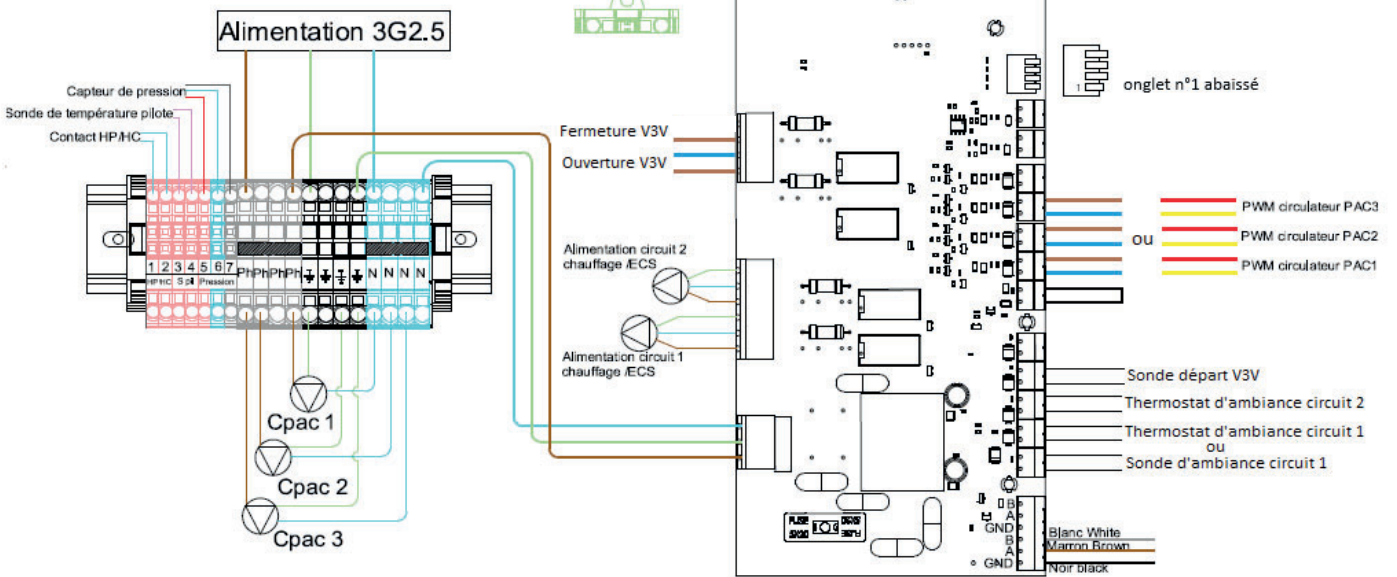 Alimentation 3G2.5
Capteur de pression
Sonde de température pilote
Contact HP/HC
1 2 3 4 5 6 7 Ph Ph Ph Ph N N N N
HP HC S pil Pression
Cpac 1
Cpac 2
Cpac 3
Fermeture V3V
Ouverture V3V
Alimentation circuit 2
chauffage /ECS
Alimentation circuit 1
chauffage /ECS
1
onglet n°1 abaissé
ou
PWM circulateur PAC3
PWM circulateur PAC2
PWM circulateur PAC1
Sonde départ V3V
Thermostat d'ambiance circuit 2
Thermostat d'ambiance circuit 1
ou
Sonde d'ambiance circuit 1
FUSE
FUSE
B
A
GND
B
A
GND
Blanc White
Marron Brown
Noir black